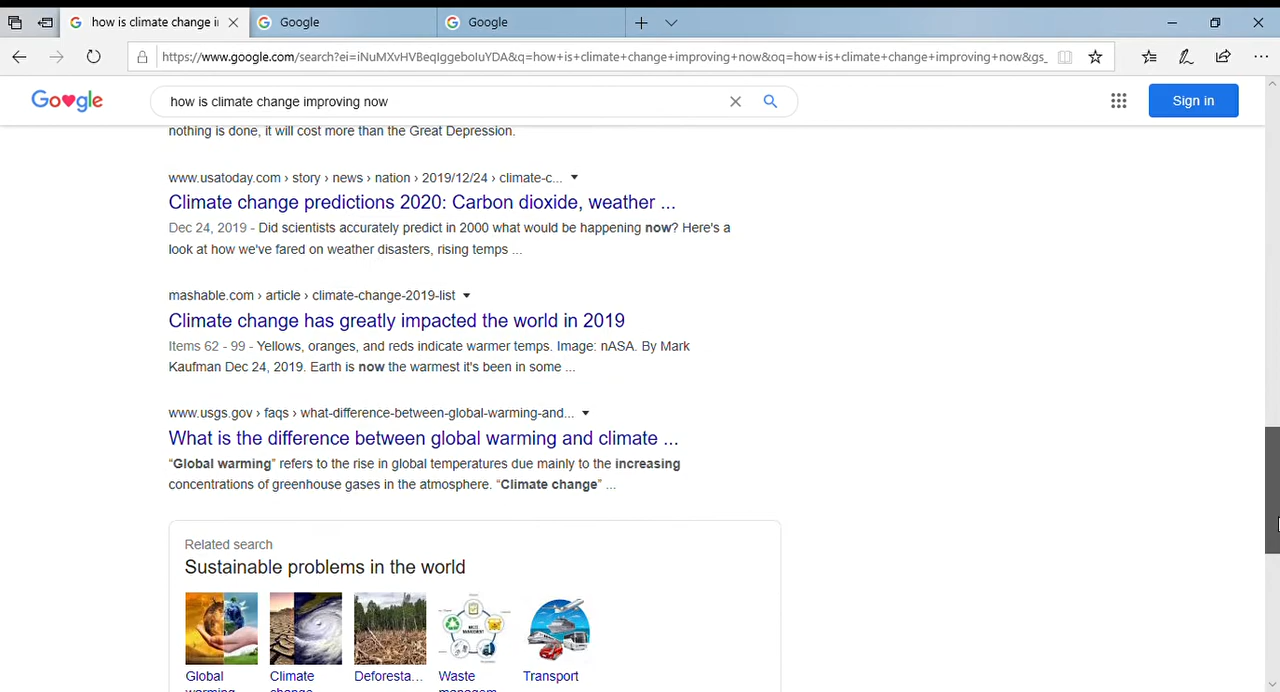 how is climate change i
Google
Google
https://www.google.com/search?ei=iNuMXvHVBeqIggeboIuYDA&q=how+is+climate+change+improving+now&oq=how+is+climate+change+improving+now&gs_
Go❤gle
how is climate change improving now
Sign in
nothing is done, it will cost more than the Great Depression.
www.usatoday.com › story › news › nation › 2019/12/24 › climate-c...
Climate change predictions 2020: Carbon dioxide, weather ...
Dec 24, 2019 - Did scientists accurately predict in 2000 what would be happening now? Here's a
look at how we've fared on weather disasters, rising temps ...
mashable.com › article › climate-change-2019-list
Climate change has greatly impacted the world in 2019
Items 62 - 99 - Yellows, oranges, and reds indicate warmer temps. Image: nASA. By Mark
Kaufman Dec 24, 2019. Earth is now the warmest it's been in some ...
www.usgs.gov › faqs › what-difference-between-global-warming-and...
What is the difference between global warming and climate ...
“Global warming” refers to the rise in global temperatures due mainly to the increasing
concentrations of greenhouse gases in the atmosphere. “Climate change” ...
Related search
Sustainable problems in the world
Global
warming
Climate
change
Deforesta...
Waste
managem...
Transport